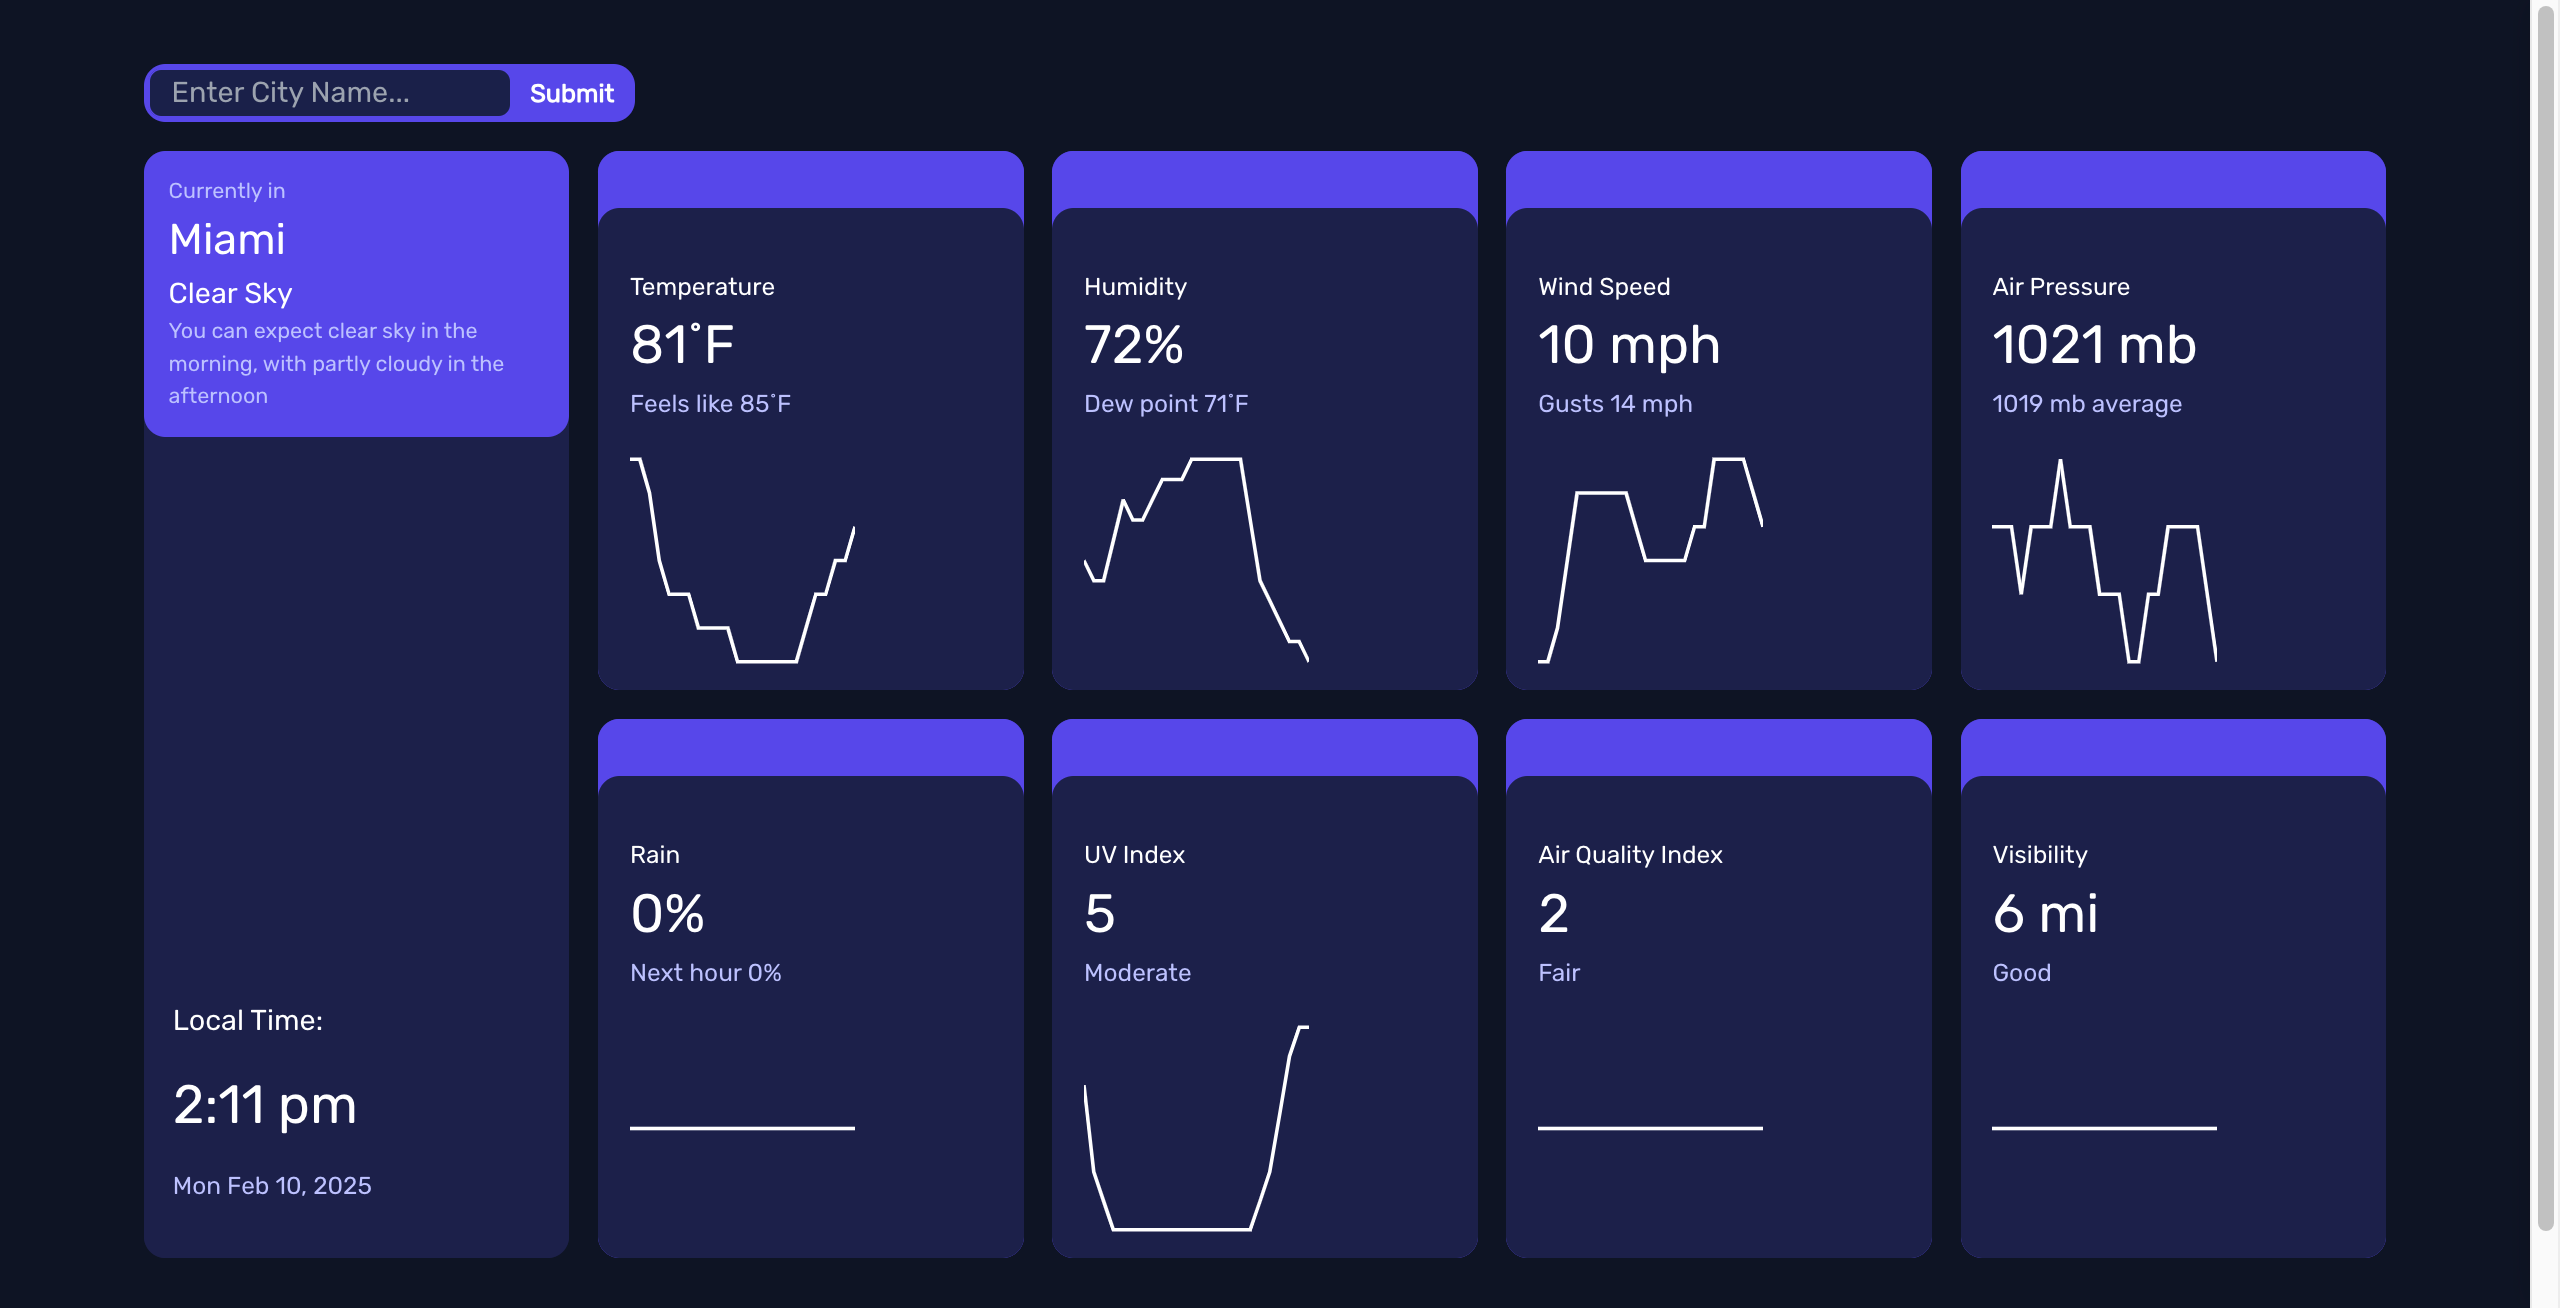 Enter City Name...
Submit
Currently in
Miami
Clear Sky
You can expect clear sky in the
morning, with partly cloudy in the
afternoon
Local Time:
2:11 pm
Mon Feb 10, 2025
Temperature
81°F
Feels like 85°F
Humidity
72%
Dew point 71°F
Wind Speed
10 mph
Gusts 14 mph
Air Pressure
1021 mb
1019 mb average
Rain
0%
Next hour 0%
UV Index
5
Moderate
Air Quality Index
2
Fair
Visibility
6 mi
Good